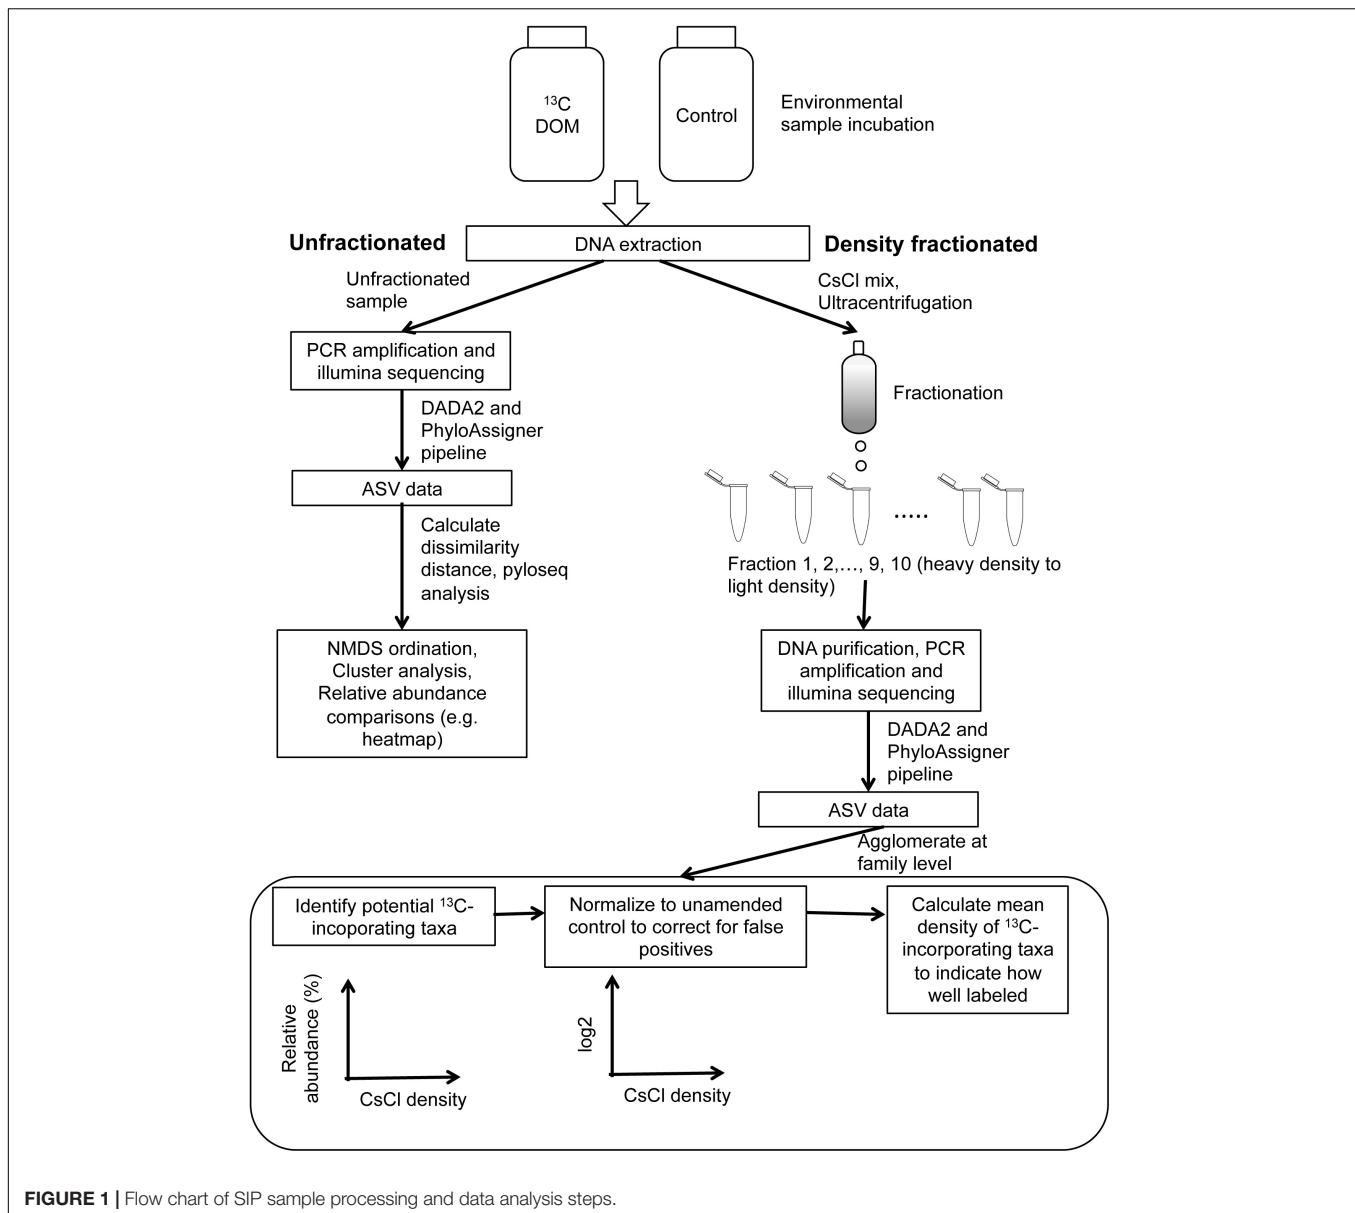 ¹³C
DOM
Control
Environmental
sample incubation
Unfractionated
DNA extraction
Density fractionated
Unfractionated
sample
CsCl mix,
Ultracentrifugation
PCR amplification and
illumina sequencing
Fractionation
DADA2 and
PhyloAssigner
pipeline
ASV data
Calculate
dissimilarity
distance, pyloseq
analysis
.....
Fraction 1, 2,..., 9, 10 (heavy density to
light density)
NMDS ordination,
Cluster analysis,
Relative abundance
comparisons (e.g.
heatmap)
DNA purification, PCR
amplification and
illumina sequencing
DADA2 and
PhyloAssigner
pipeline
ASV data
Agglomerate at
family level
Identify potential ¹³C-
incoporating taxa
Normalize to unamended
control to correct for false
positives
Calculate mean
density of ¹³C-
incorporating taxa
to indicate how
well labeled
Relative
abundance (%)
CsCl density
log2
CsCl density
FIGURE 1 | Flow chart of SIP sample processing and data analysis steps.